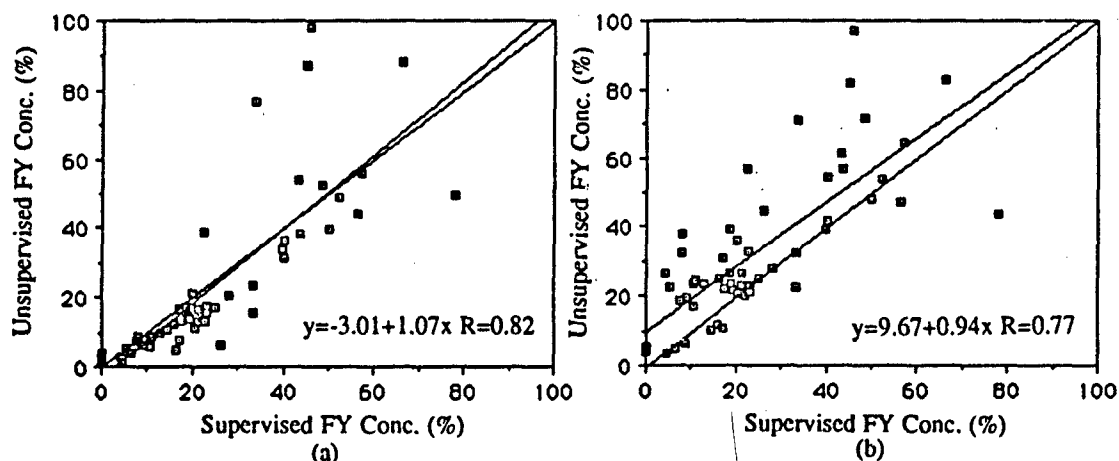 Unsupervised FY Conc. (%)
100
80
60
40
20
0
y=-3.01+1.07x R=0.82
0 20 40 60 80 100
Supervised FY Conc. (%)
(a)
Unsupervised FY Conc. (%)
100
80
60
40
20
0
y=9.67+0.94x R=0.77
0 20 40 60 80 100
Supervised FY Conc. (%)
(b)